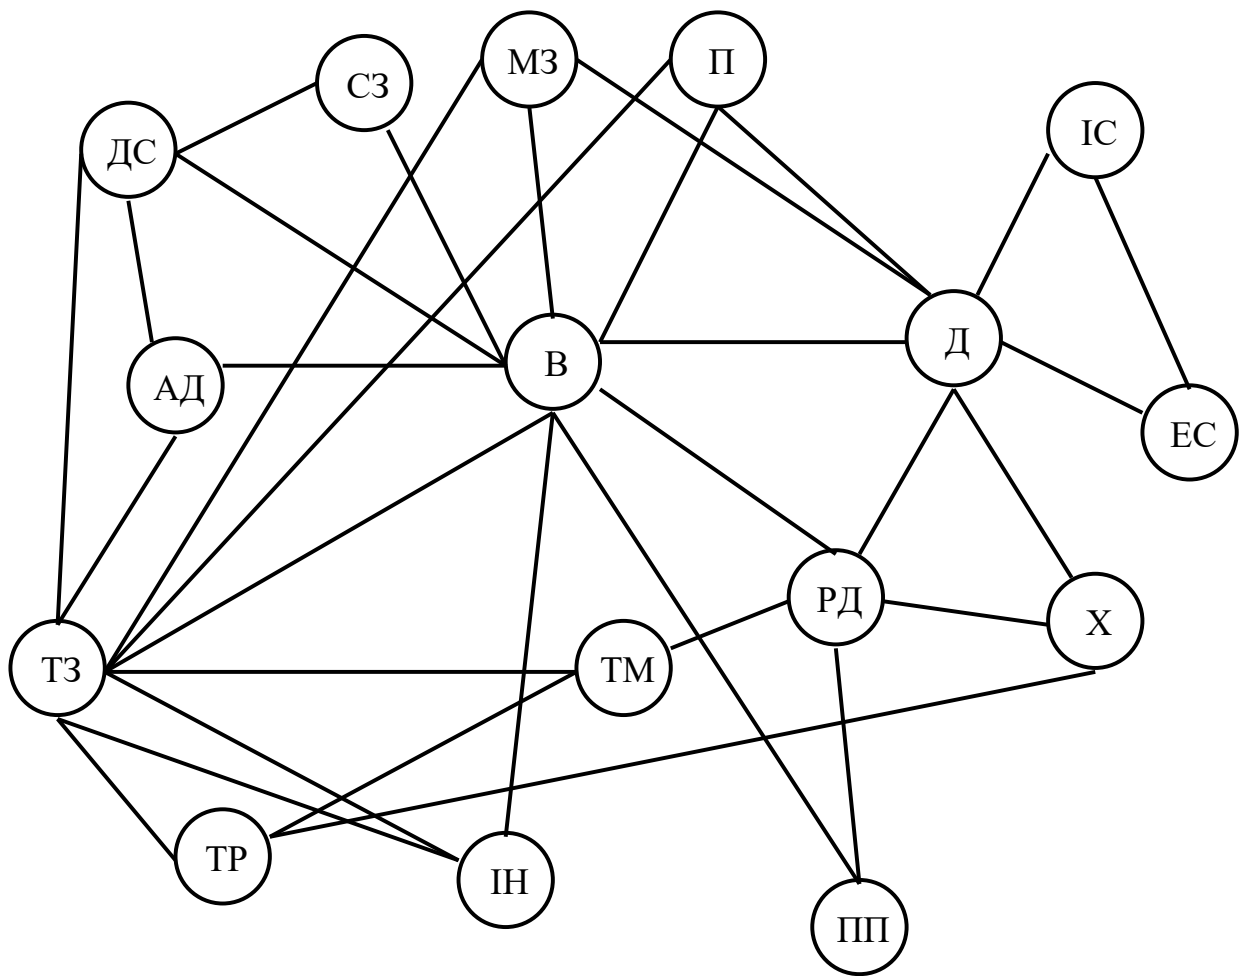 МЗ
П
СЗ
ІС
ДС
Д
В
АД
ЕС
РД
Х
ТЗ
ТМ
ТР
ІН
ПП